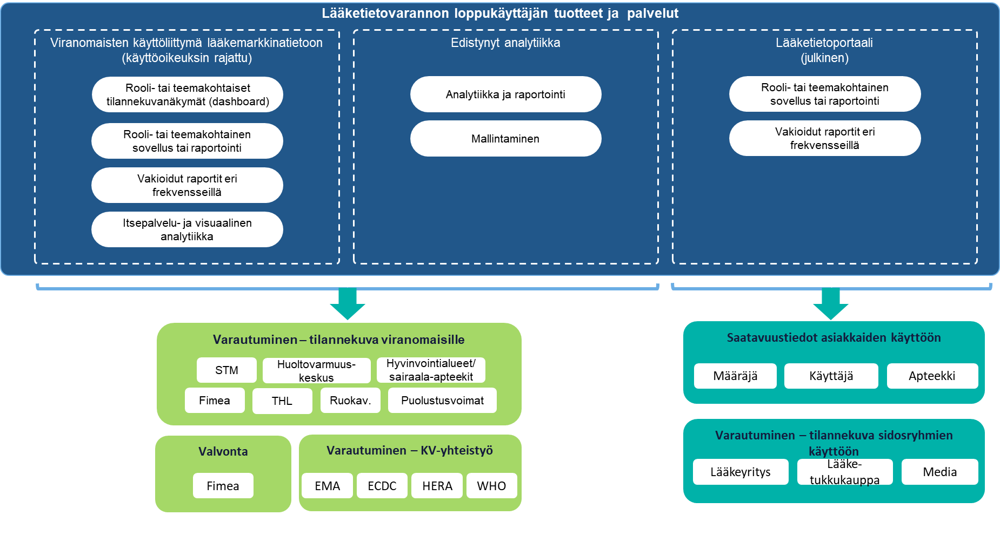 Lääketietovarannon loppukäyttäjän tuotteet ja palvelut
Viranomaisten käyttöliittymä lääkemarkkinatietoon
(käyttöoikeuksin rajattu)
Rooli- tai teemakohtaiset
tilannekuvanäkymät (dashboard)
Rooli- tai teemakohtainen
sovellus tai raportointi
Vakioidut raportit eri
frekvensseillä
Itsepalvelu- ja visuaalinen
analytiikka
Edistynyt analytiikka
Analytiikka ja raportointi
Mallintaminen
Lääketietoportaali
(julkinen)
Rooli- tai teemakohtainen
sovellus tai raportointi
Vakioidut raportit eri
frekvensseillä
Varautuminen – tilannekuva viranomaisille
STM
Huoltovarmuus-
keskus
Hyvinvointialueet/
sairaala-apteekit
Fimea
THL
Ruokav.
Puolustusvoimat
Valvonta
Fimea
Varautuminen – KV-yhteistyö
EMA
ECDC
HERA
WHO
Saatavuustiedot asiakkaiden käyttöön
Määräjä
Käyttäjä
Apteekki
Varautuminen – tilannekuva sidosryhmien
käyttöön
Lääkeyritys
Lääke-
tukkukauppa
Media